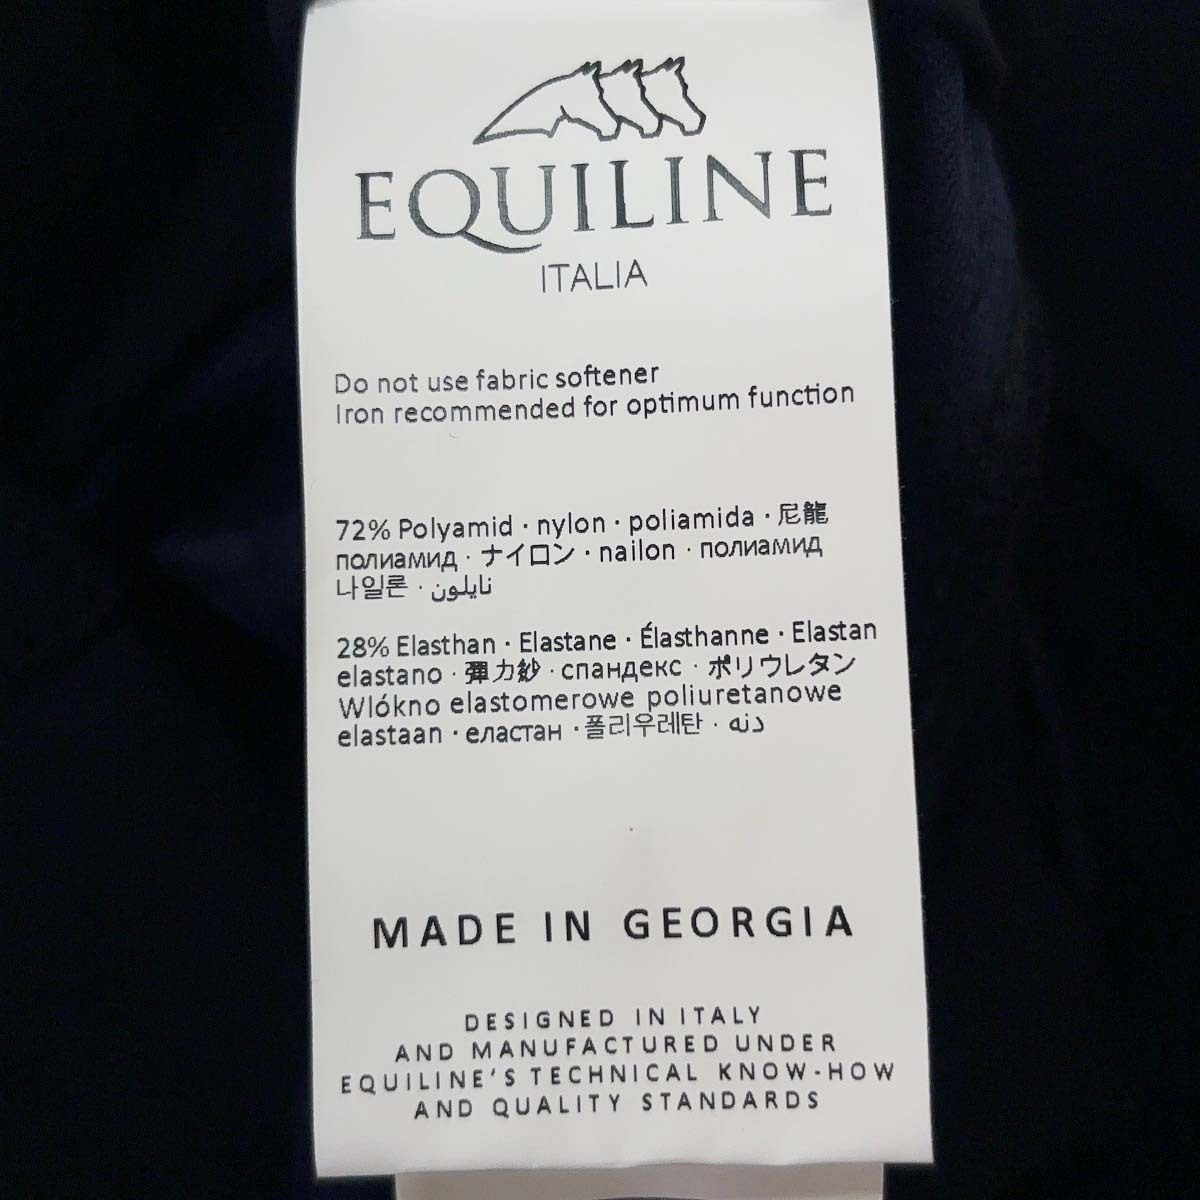 EQUILINE
ITALIA
Do not use fabric softener
Iron recommended for optimum function
72% Polyamid · nylon · poliamida · 尼龍
полиамид · ナイロン · nailon · полиамид
나일론 · نايلون
28% Elasthan · Elastane · Élasthanne · Elastan
elastano · 彈力紗 · спандекс · ポリウレタン
Wlókno elastomerowe poliuretanowe
elastaan · еластан · 폴리우레탄 · دنه
MADE IN GEORGIA
DESIGNED IN ITALY
AND MANUFACTURED UNDER
EQUILINE'S TECHNICAL KNOW-HOW
AND QUALITY STANDARDS